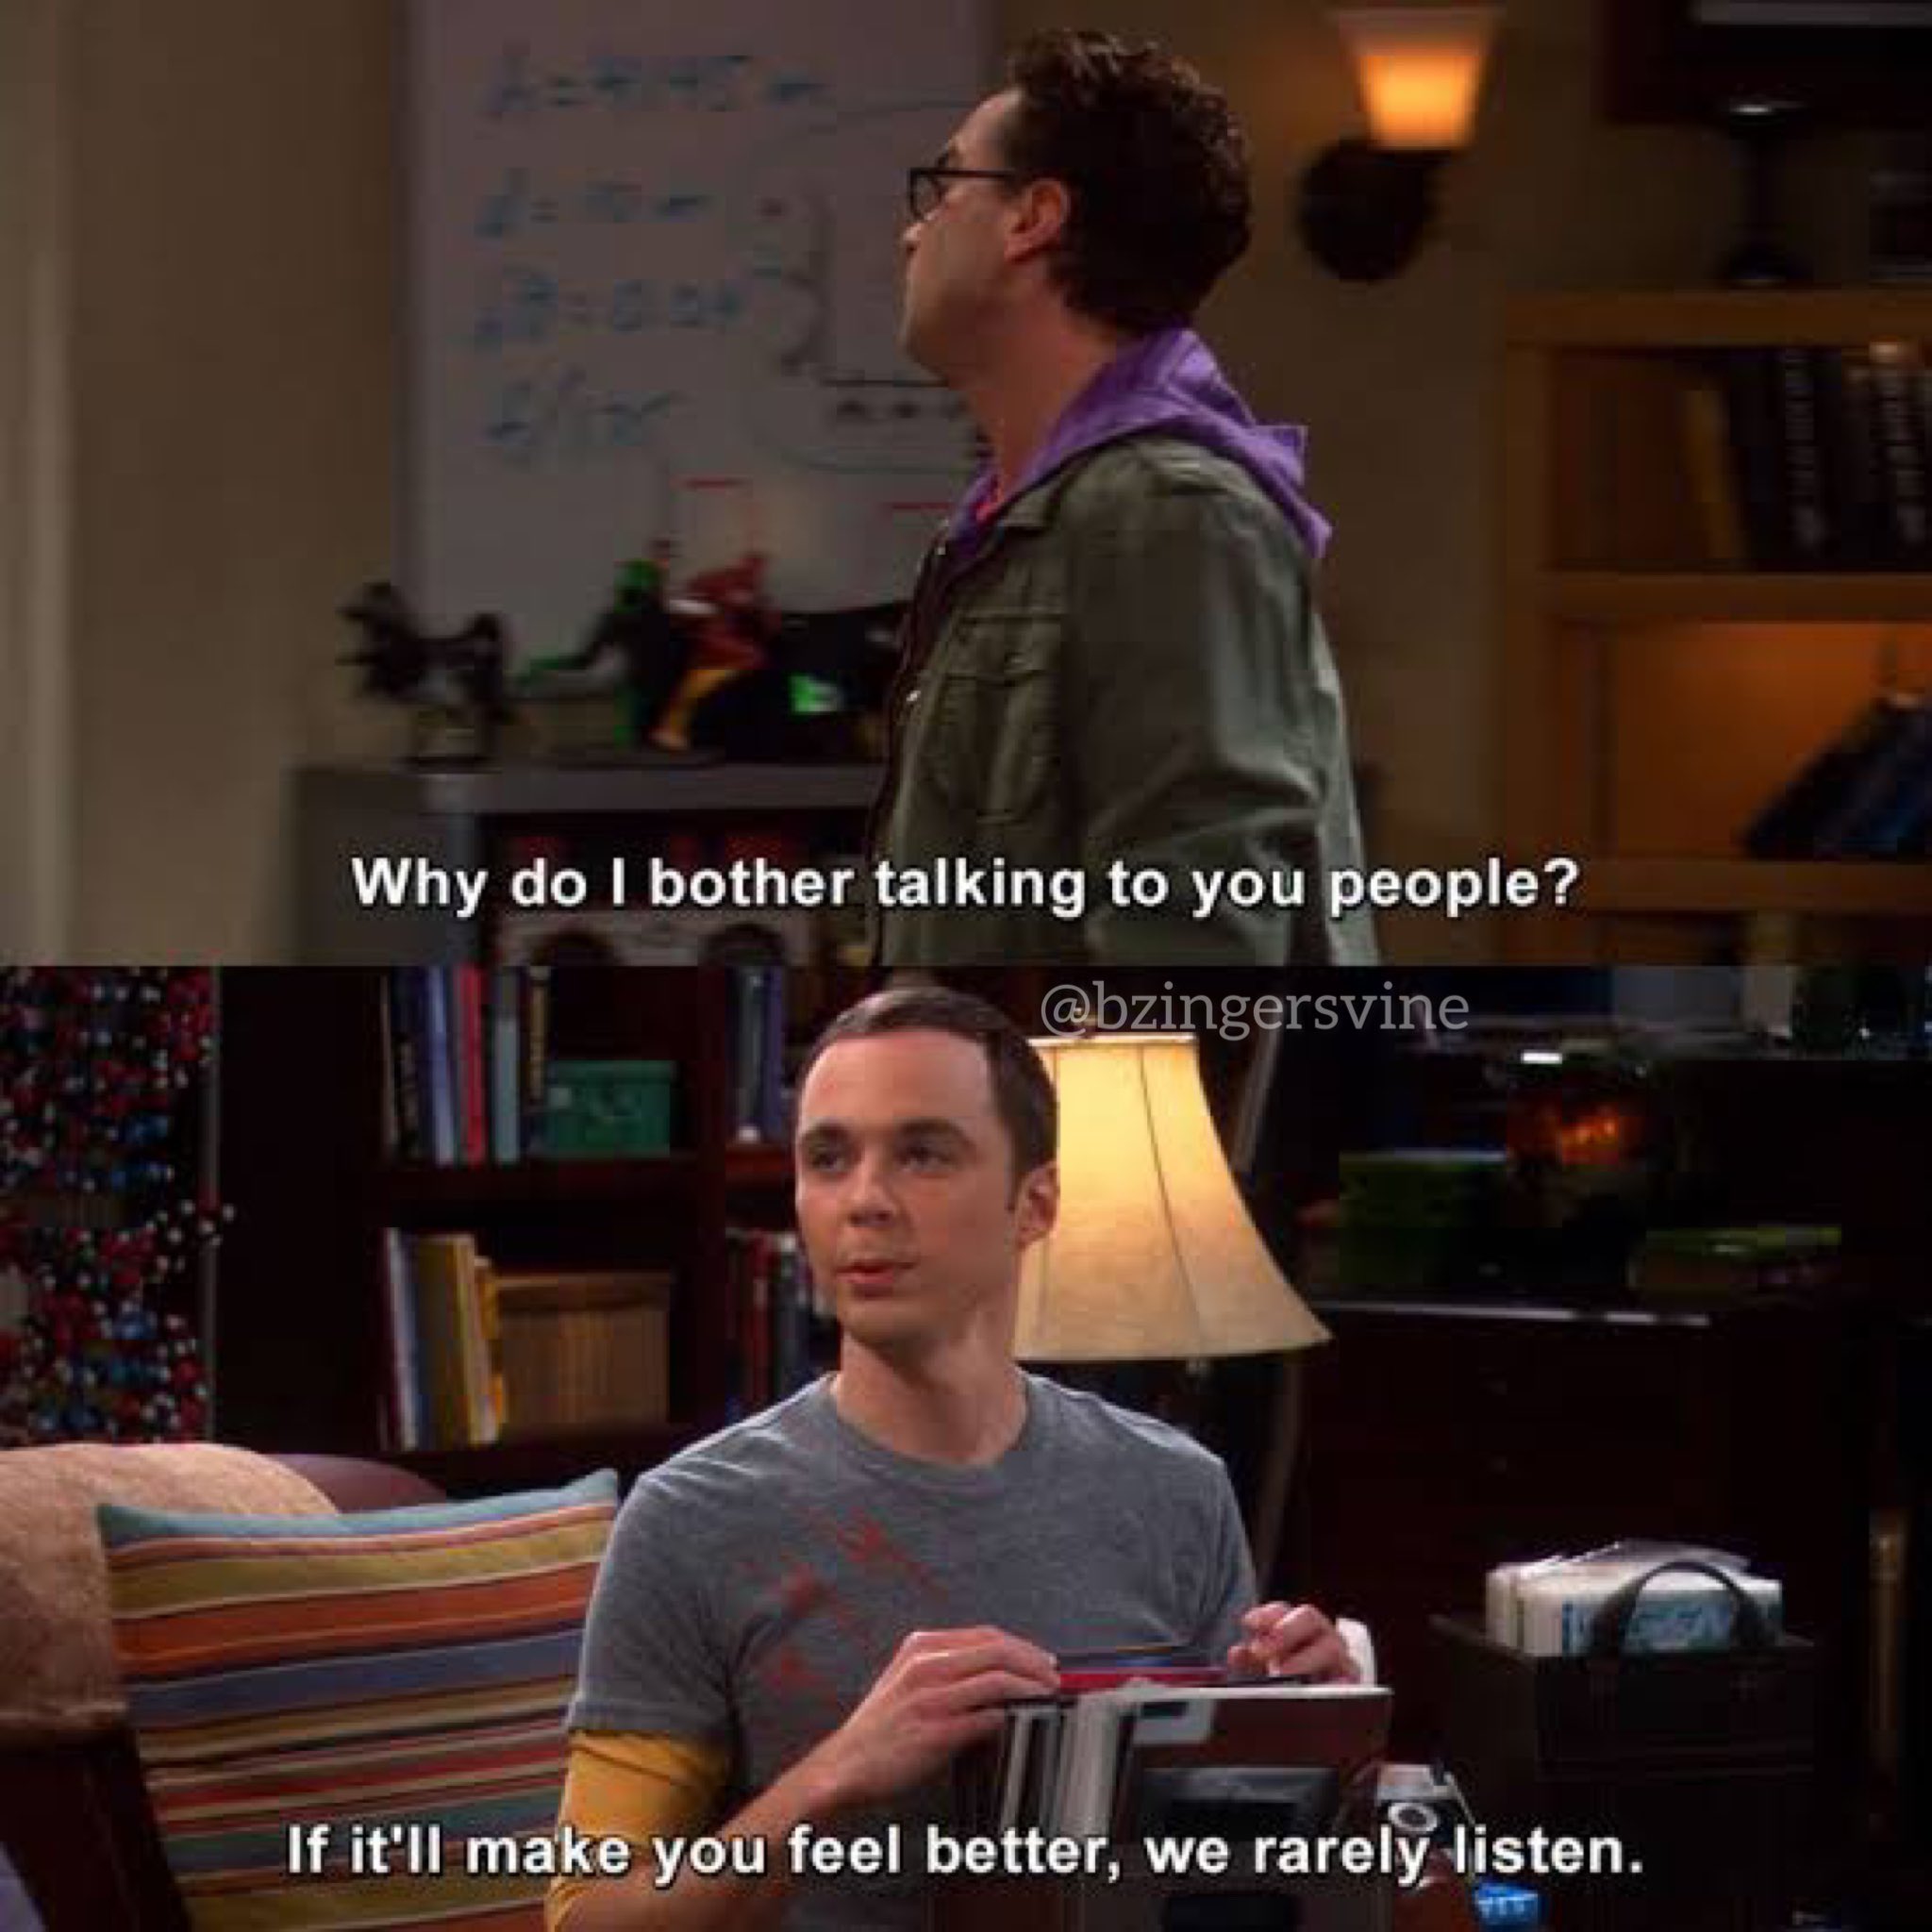 Why do I bother talking to you people?
@bzingersvine
If it'll make you feel better, we rarely listen.